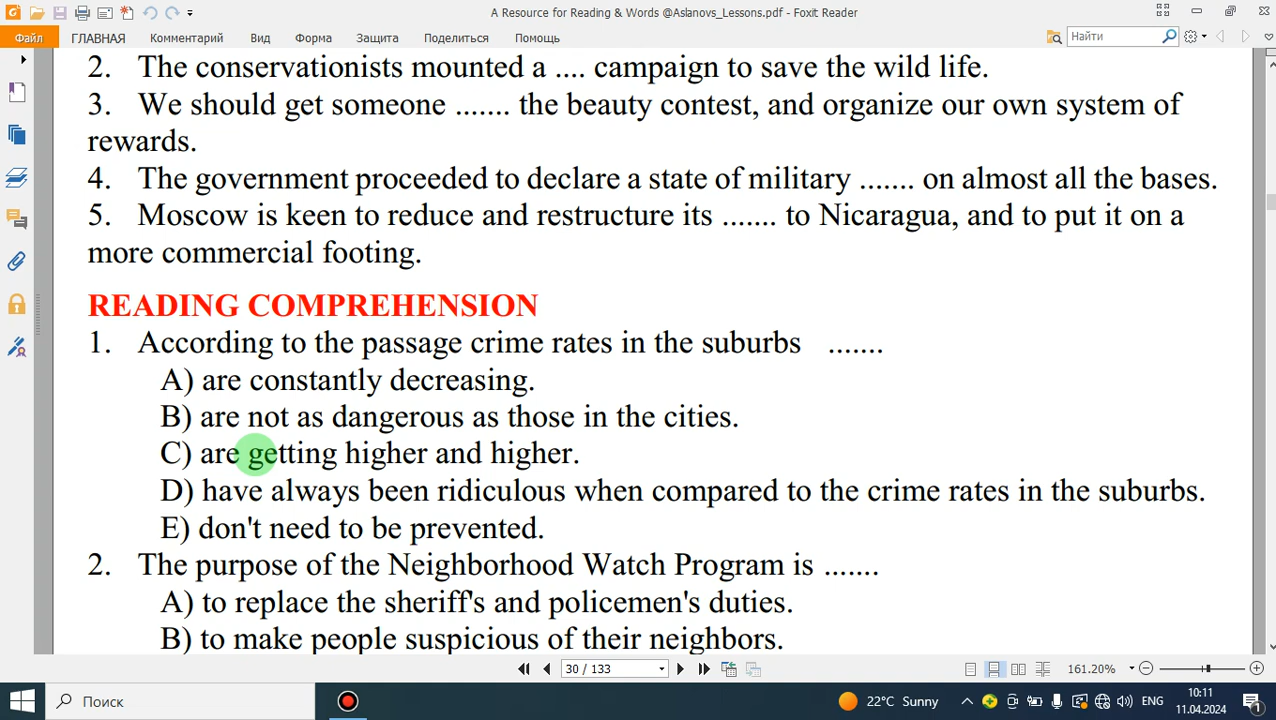 A Resource for Reading & Words @Aslanovs_Lessons.pdf - Foxit Reader
Файл ГЛАВНАЯ Комментарий Вид Форма Защита Поделиться Помощь Найти
2. The conservationists mounted a .... campaign to save the wild life.
3. We should get someone ....... the beauty contest, and organize our own system of
rewards.
4. The government proceeded to declare a state of military ....... on almost all the bases.
5. Moscow is keen to reduce and restructure its ....... to Nicaragua, and to put it on a
more commercial footing.
READING COMPREHENSION
1. According to the passage crime rates in the suburbs .......
A) are constantly decreasing.
B) are not as dangerous as those in the cities.
C) are getting higher and higher.
D) have always been ridiculous when compared to the crime rates in the suburbs.
E) don't need to be prevented.
2. The purpose of the Neighborhood Watch Program is .......
A) to replace the sheriff's and policemen's duties.
B) to make people suspicious of their neighbors.
30 / 133 161.20%
Поиск 22°C Sunny ENG 10:11
11.04.2024 1